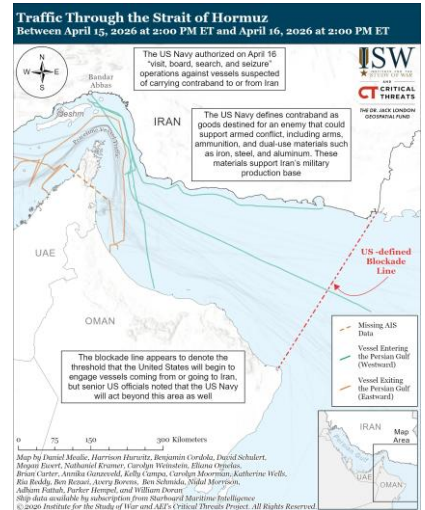 Traffic Through the Strait of Hormuz
Between April 15, 2026 at 2:00 PM ET and April 16, 2026 at 2:00 PM ET
N
W
E
S
The US Navy authorized on April 16
"visit, board, search, and seizure"
operations against vessels suspected
of carrying contraband to or from Iran
ISW
INSTITUTE FOR THE
STUDY OF WAR
CT CRITICAL
THREATS
THE DR. JACK LONDON
GEOSPATIAL FUND
Bandar
Abbas
Qeshm
IRAN
The US Navy defines contraband as
goods destined for an enemy that could
support armed conflict, including arms,
ammunition, and dual-use materials such
as iron, steel, and aluminum. These
materials support Iran's military
production base
UAE
OMAN
US -defined
Blockade
Line
The blockade line appears to denote the
threshold that the United States will begin to
engage vessels coming from or going to Iran,
but senior US officials noted that the US Navy
will act beyond this area as well
Missing AIS
Data
Vessel Entering
the Persian Gulf
(Westward)
Vessel Exiting
the Persian Gulf
(Eastward)
0 75 150 300 Kilometers
IRAN
Map
Area
Persian Gulf
UAE
OMAN
Map by Daniel Mealie, Harrison Hurwitz, Benjamin Cordola, David Schulert,
Megan Ewert, Nathaniel Kramer, Carolyn Weinstein, Eliana Ornelas,
Brian Carter, Annika Ganzeveld, Kelly Campa, Carolyn Moorman, Katherine Wells,
Ria Reddy, Ben Rezaei, Avery Borens, Ben Schmida, Nidal Morrison,
Adham Fattah, Parker Hempel, and William Doran
Ship data available by subscription from Starboard Maritime Intelligence
© 2026 Institute for the Study of War and AEI's Critical Threats Project. All Rights Reserved.